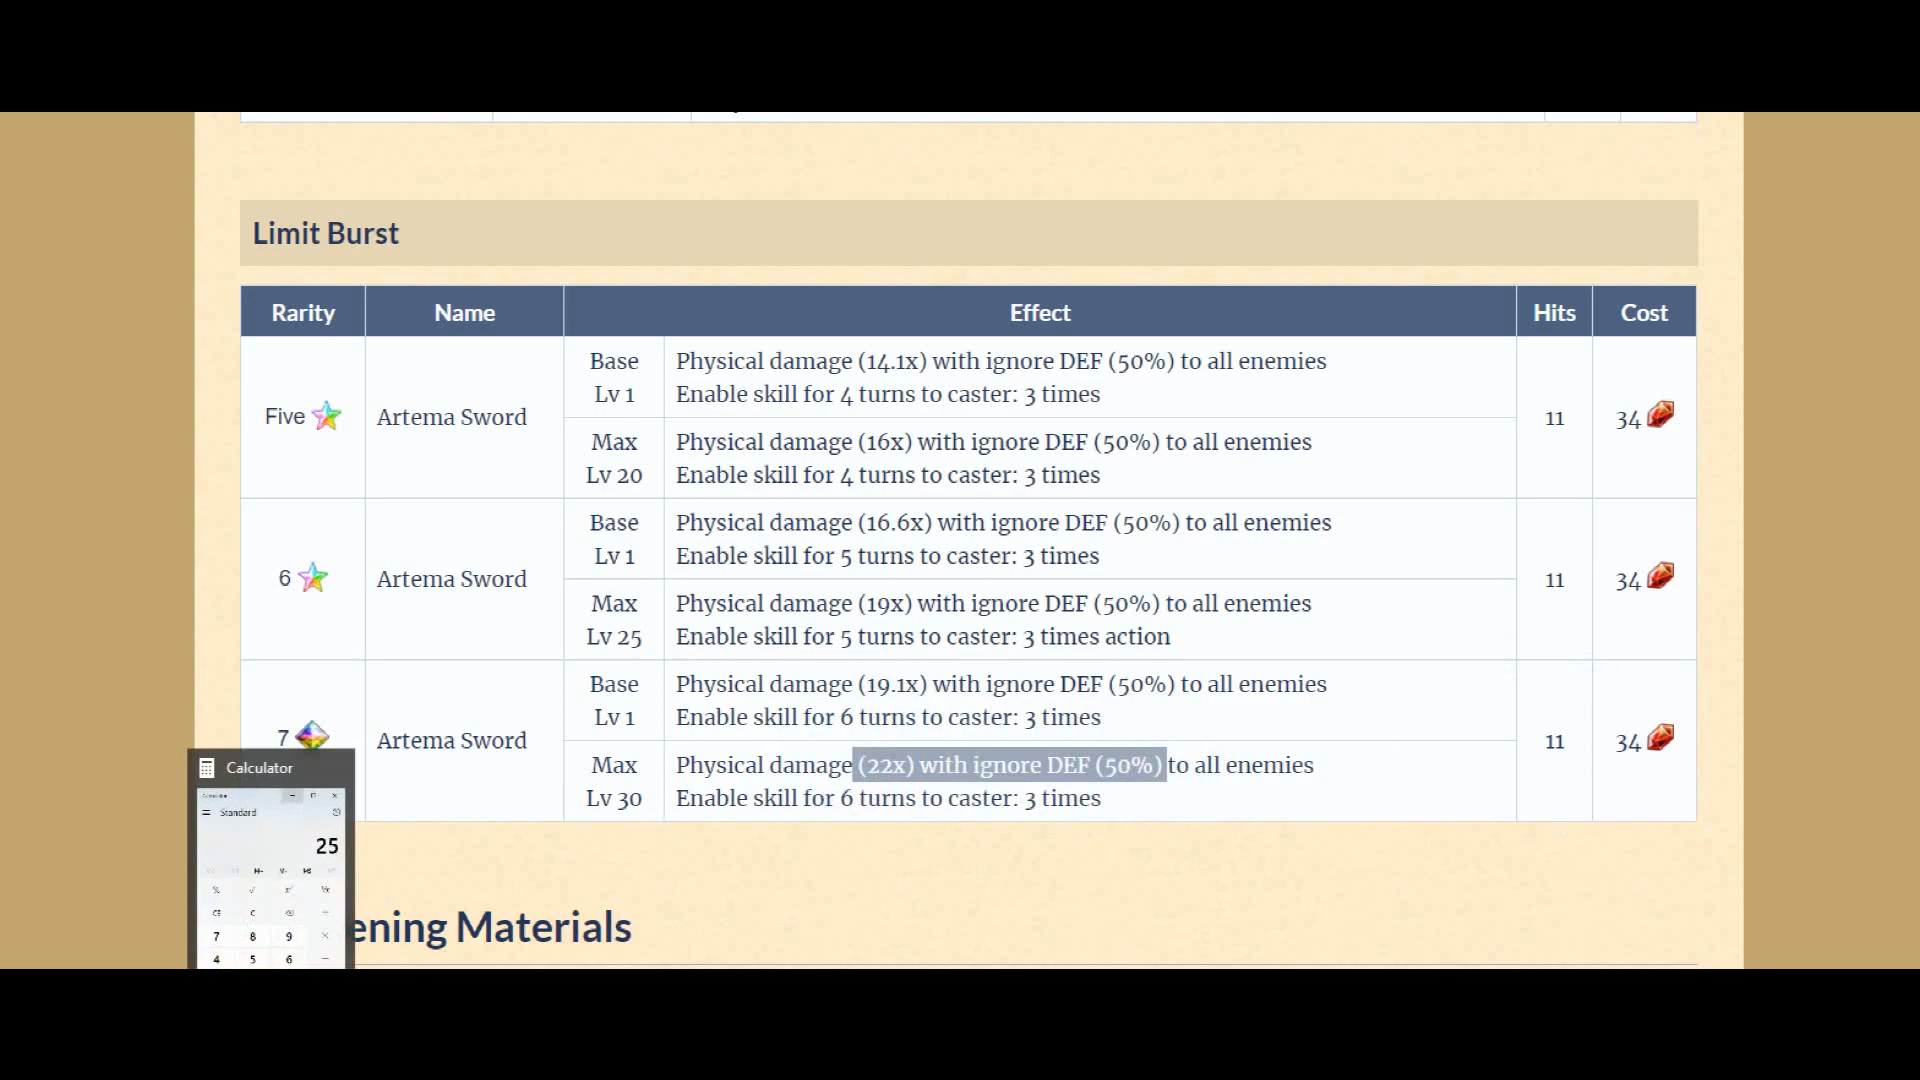 Limit Burst
Rarity Name Effect Hits Cost
Five Artema Sword 11 34
Base Lv 1
Physical damage (14.1x) with ignore DEF (50%) to all enemies
Enable skill for 4 turns to caster: 3 times
Max Lv 20
Physical damage (16x) with ignore DEF (50%) to all enemies
Enable skill for 4 turns to caster: 3 times
6 Artema Sword 11 34
Base Lv 1
Physical damage (16.6x) with ignore DEF (50%) to all enemies
Enable skill for 5 turns to caster: 3 times
Max Lv 25
Physical damage (19x) with ignore DEF (50%) to all enemies
Enable skill for 5 turns to caster: 3 times action
7 Artema Sword 11 34
Base Lv 1
Physical damage (19.1x) with ignore DEF (50%) to all enemies
Enable skill for 6 turns to caster: 3 times
Max Lv 30
Physical damage (22x) with ignore DEF (50%) to all enemies
Enable skill for 6 turns to caster: 3 times
Calculator
Standard
25
CE C
7 8 9
4 5 6
ening Materials